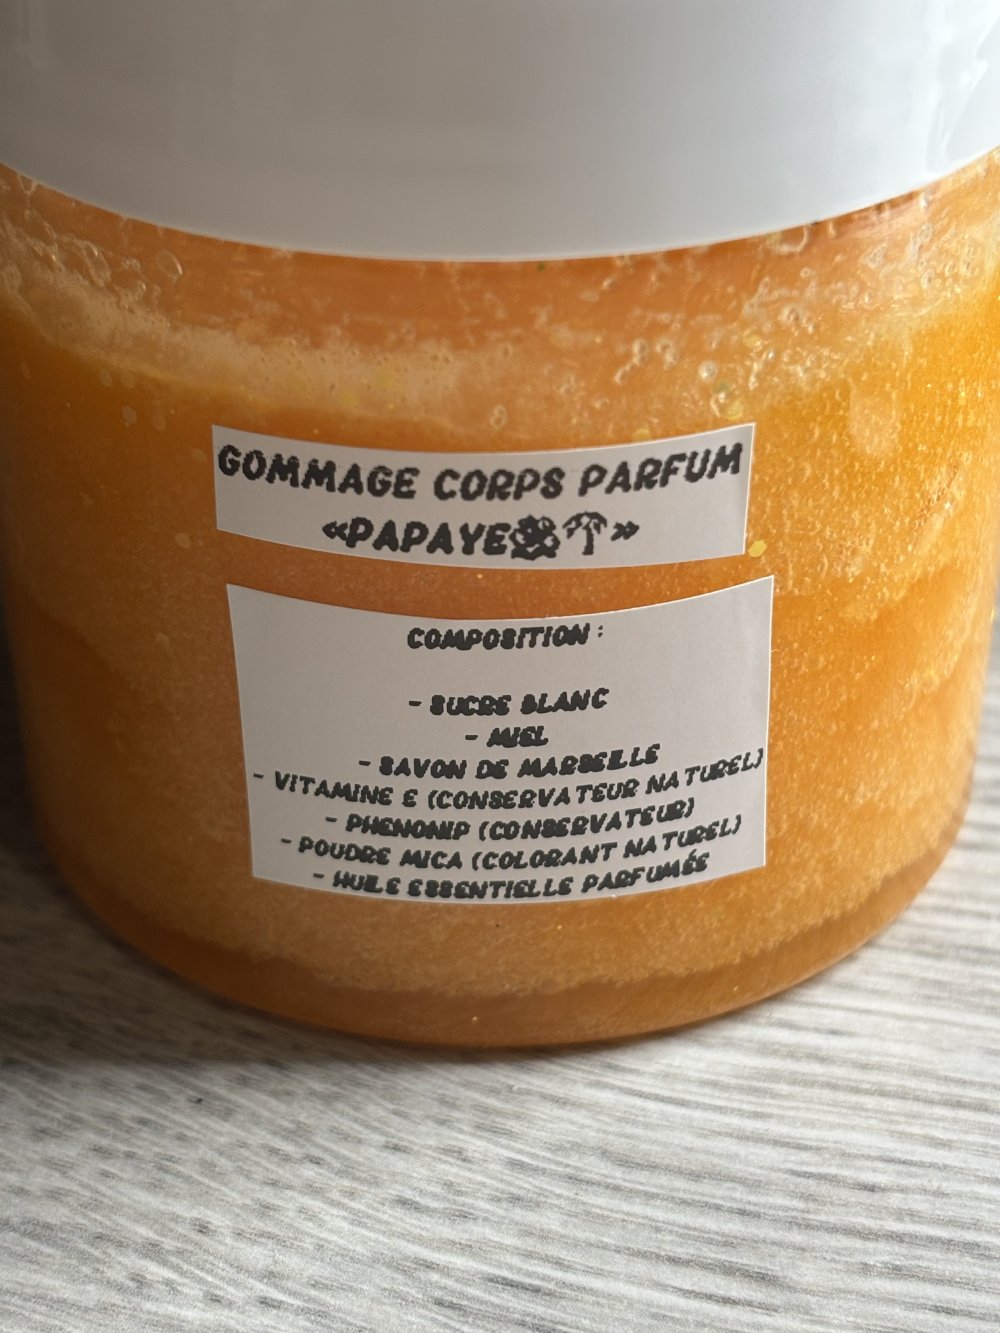 GOMMAGE CORPS PARFUM
«PAPAYE🌺🌴»
COMPOSITION :
- SUCRE BLANC
- MIEL
- SAVON DE MARSEILLE
- VITAMINE E (CONSERVATEUR NATUREL)
- PHENONIP (CONSERVATEUR)
- POUDRE MICA (COLORANT NATUREL)
- HUILE ESSENTIELLE PARFUMÉE